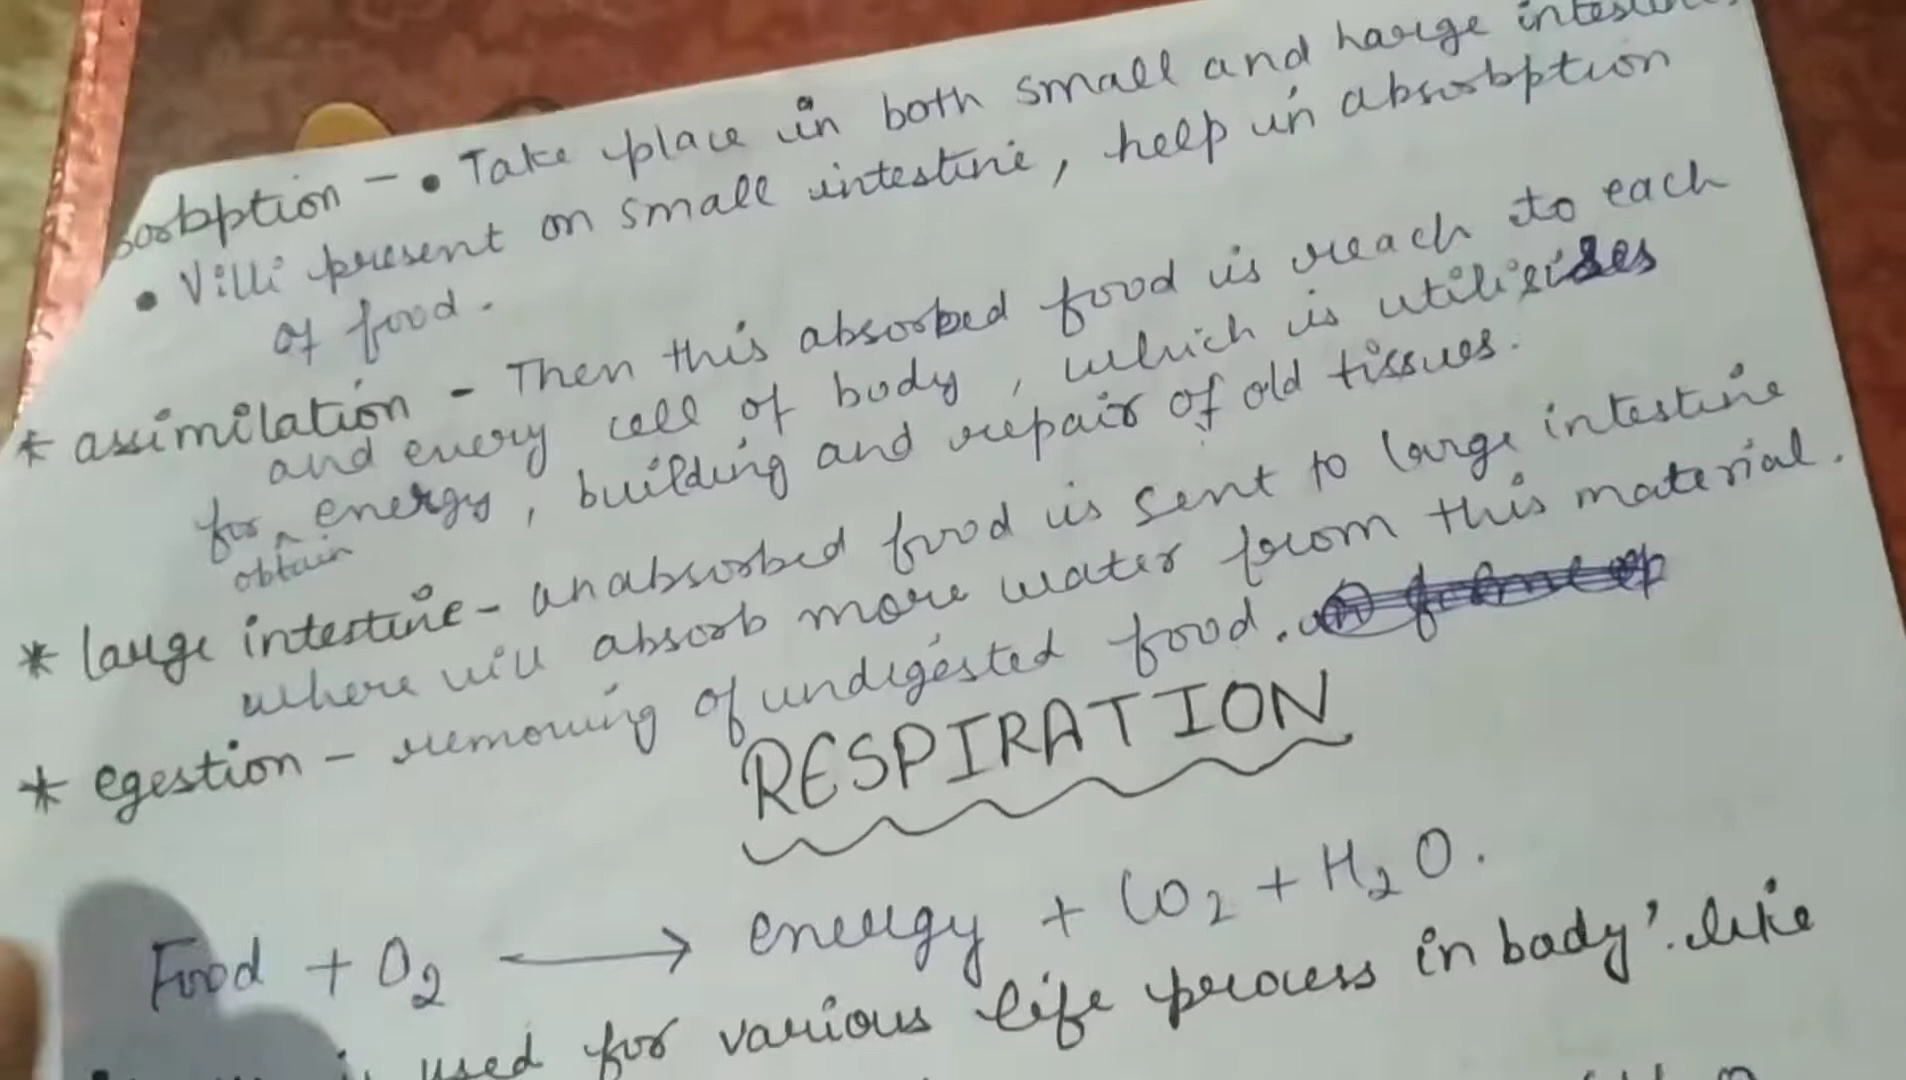 sorbption - • Take place in both small and large intestine.
• Villi present on small intestine, help in absorbption
of food.
* assimilation - Then this absorbed food is reach to each
and every cell of body, which is utilisises
for obtain energy, building and repair of old tissues.
* large intestine - unabsorbed food is sent to large intestine
where will absorb more water from this material.
* egestion - removing of undigested food.
RESPIRATION
Food + O2 → energy + CO2 + H2O.
used for various life process in body'. like